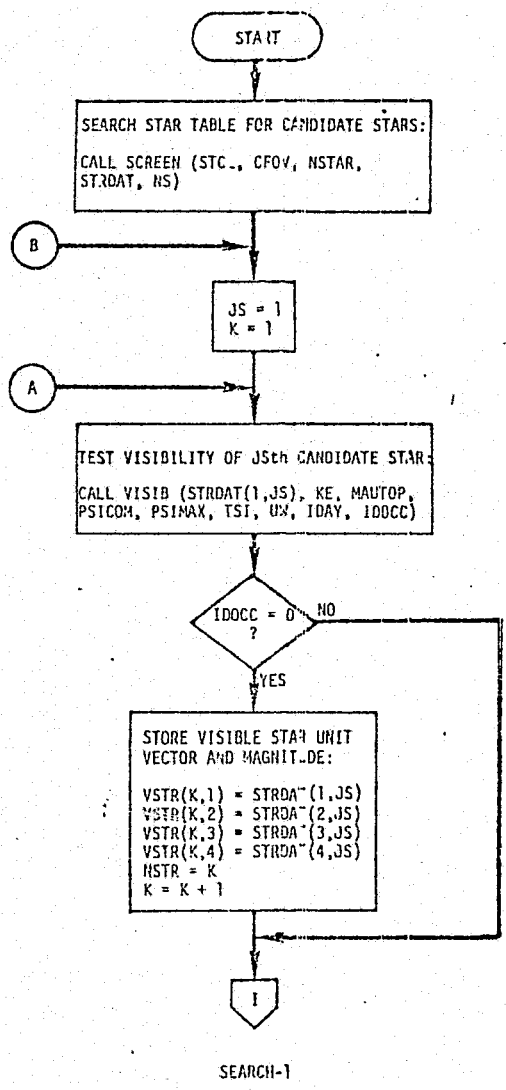 START
SEARCH STAR TABLE FOR CANDIDATE STARS:
CALL SCREEN (STC_, CFOV, NSTAR,
STRDAT, NS)
B
JS = 1
K = 1
A
TEST VISIBILITY OF JSth CANDIDATE STAR:
CALL VISIB (STRDAT(1,JS), KE, MAUTOP,
PSICOM, PSIMAX, TSI, UW, IDAY, IDOCC)
IDOCC = 0
?
NO
YES
STORE VISIBLE STAR UNIT
VECTOR AND MAGNITUDE:
VSTR(K,1) = STRDAT(1,JS)
VSTR(K,2) = STRDAT(2,JS)
VSTR(K,3) = STRDAT(3,JS)
VSTR(K,4) = STRDAT(4,JS)
NSTR = K
K = K + 1
I
SEARCH-1